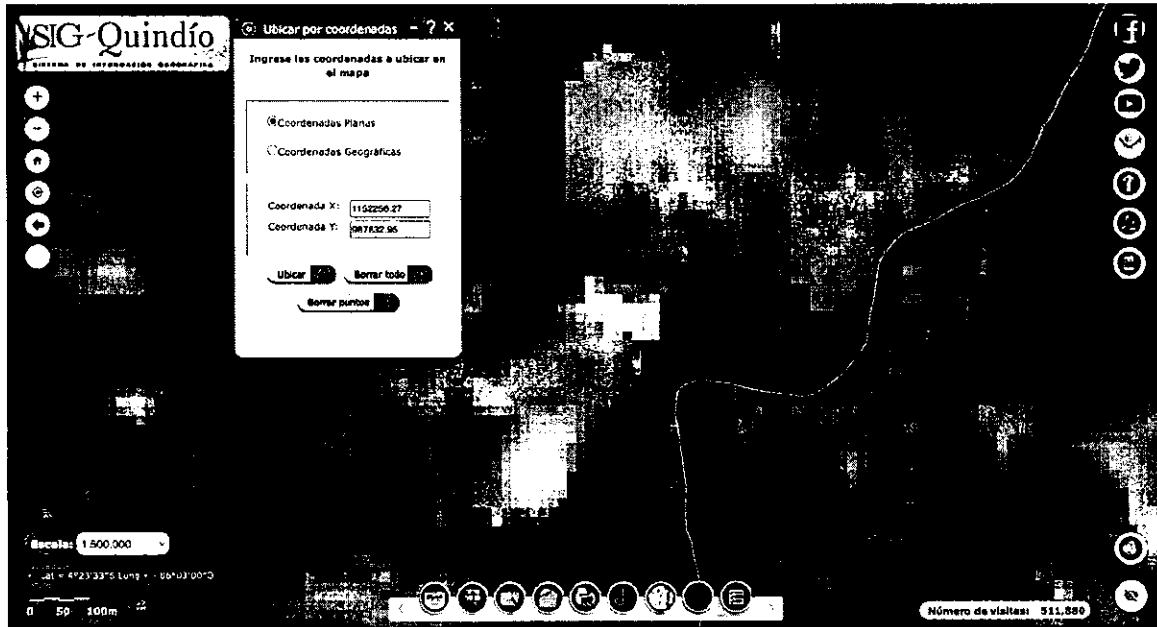 SIG-Quindío
SISTEMA DE INFORMACIÓN GEOGRÁFICA
Ubicar por coordenadas - ? ×
Ingrese las coordenadas a ubicar en
el mapa
Coordenadas Planas
Coordenadas Geográficas
Coordenada X: 1152256.27
Coordenada Y: 987832.95
Ubicar
Borrar todo
Borrar puntos
Escala: 1:500.000
0 50 100m
Número de visitas: 511,880